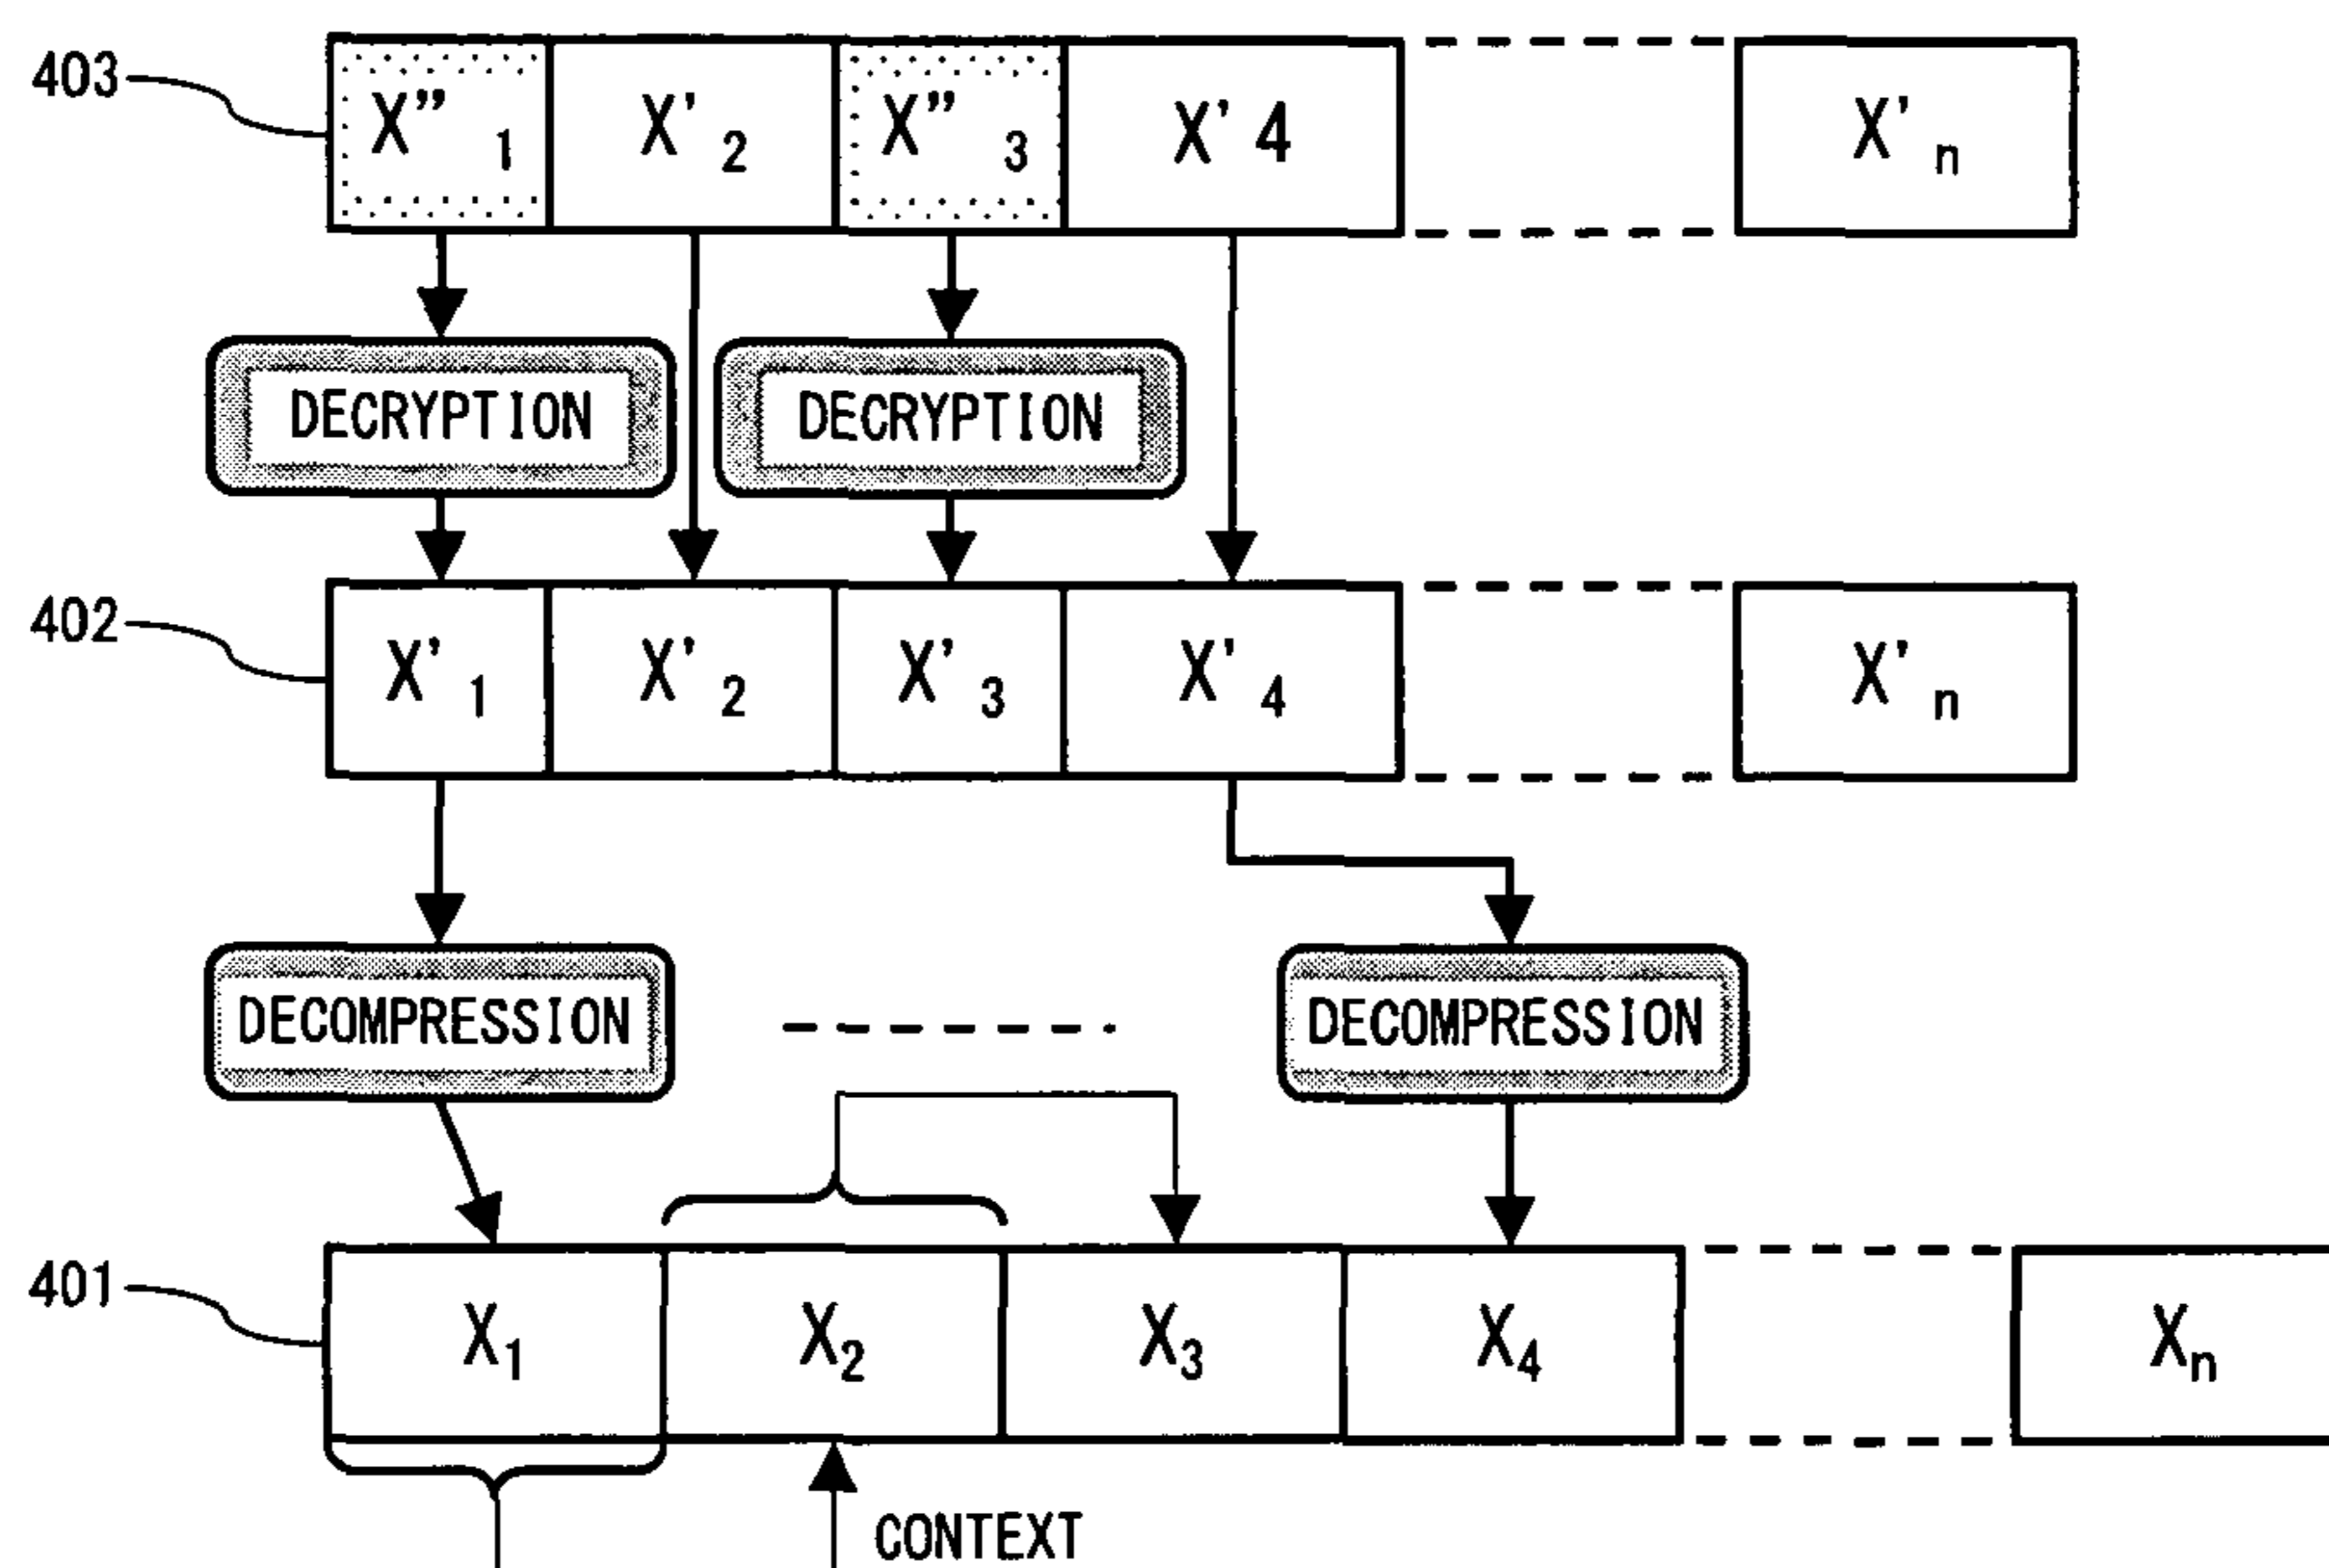 403 X"1 X'2 X"3 X'4 X'n
DECRYPTION DECRYPTION
402 X'1 X'2 X'3 X'4 X'n
DECOMPRESSION DECOMPRESSION
401 X1 X2 X3 X4 Xn
CONTEXT